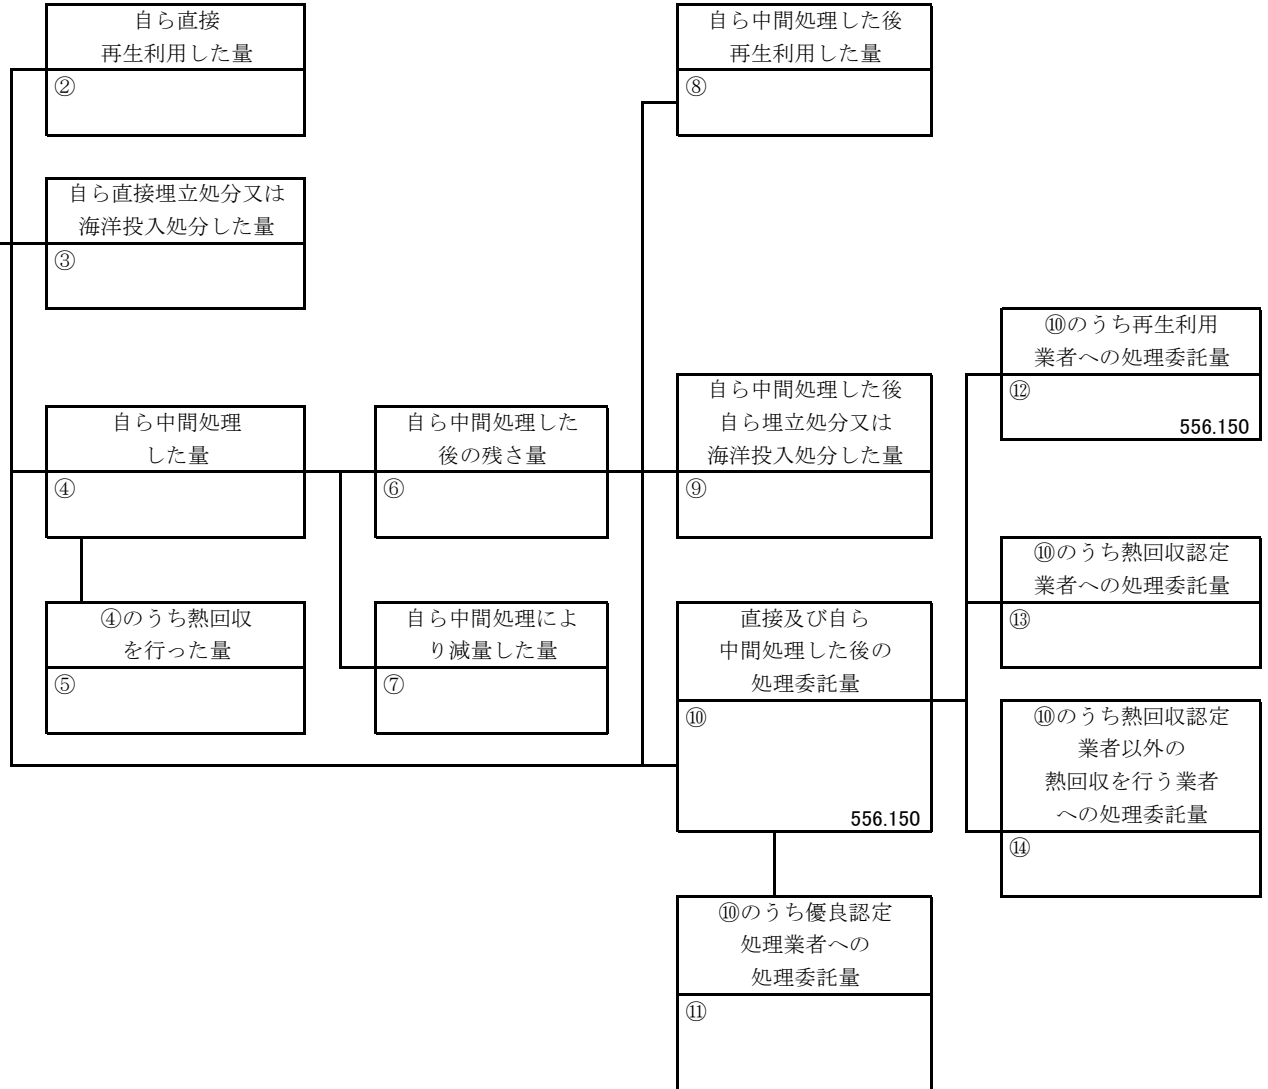 自ら直接
再生利用した量
②
自ら中間処理した後
再生利用した量
⑧
自ら直接埋立処分又は
海洋投入処分した量
③
⑩のうち再生利用
業者への処理委託量
⑫
556.150
自ら中間処理
した量
④
自ら中間処理した
後の残さ量
⑥
自ら中間処理した後
自ら埋立処分又は
海洋投入処分した量
⑨
⑩のうち熱回収認定
業者への処理委託量
⑬
④のうち熱回収
を行った量
⑤
自ら中間処理によ
り減量した量
⑦
直接及び自ら
中間処理した後の
処理委託量
⑩
556.150
⑩のうち熱回収認定
業者以外の
熱回収を行う業者
への処理委託量
⑭
⑩のうち優良認定
処理業者への
処理委託量
⑪